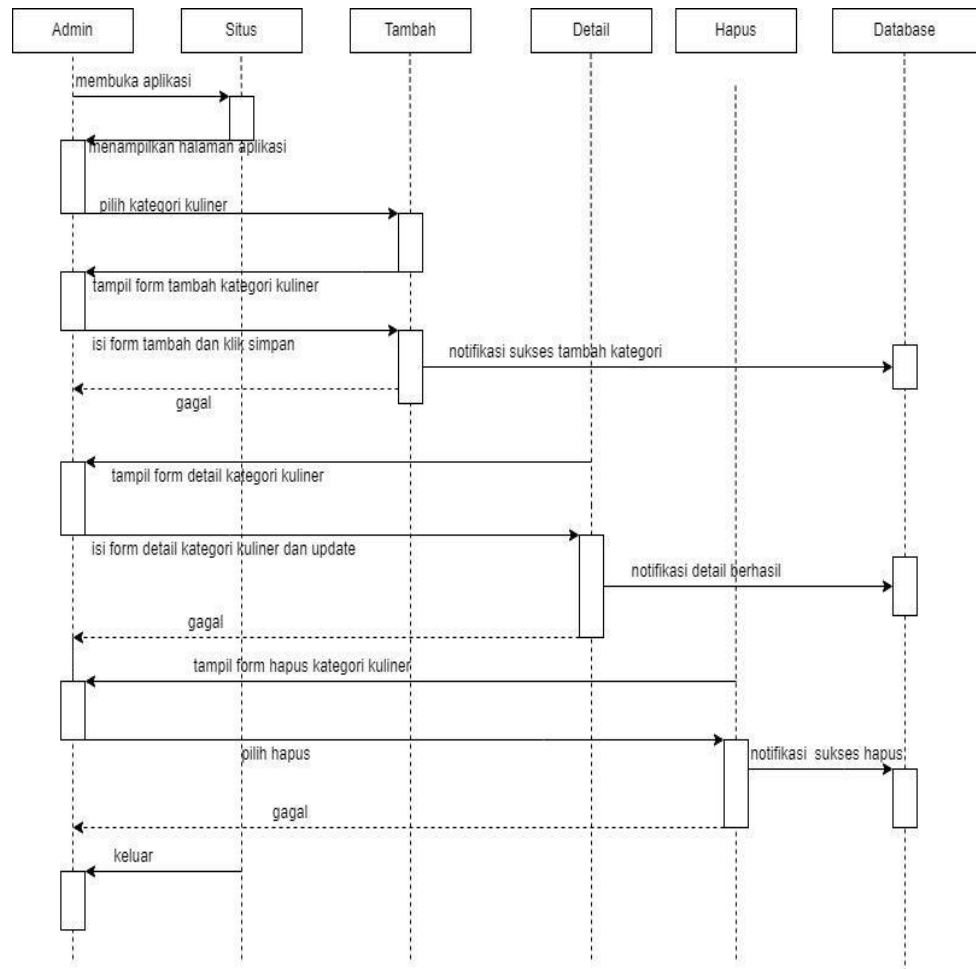 Admin
Situs
Tambah
Detail
Hapus
Database
membuka aplikasi
menampilkan halaman aplikasi
pilih kategori kuliner
tampil form tambah kategori kuliner
isi form tambah dan klik simpan
notifikasi sukses tambah kategori
gagal
tampil form detail kategori kuliner
isi form detail kategori kuliner dan update
notifikasi detail berhasil
gagal
tampil form hapus kategori kuliner
pilih hapus
notifikasi sukses hapus
gagal
keluar